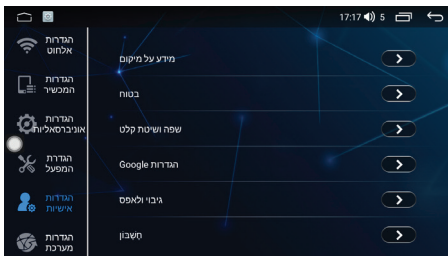 17:17 5
הגדרות
אלחוט
הגדרות
המכשיר
הגדרות
אוניברסאליות
הגדרת
המפעל
הגדרות
אישיות
הגדרות
מערכת
מידע על מיקום
בטוח
שפה ושיטת קלט
הגדרות Google
גיבוי ולאפס
חֶשְׁבּוֹן